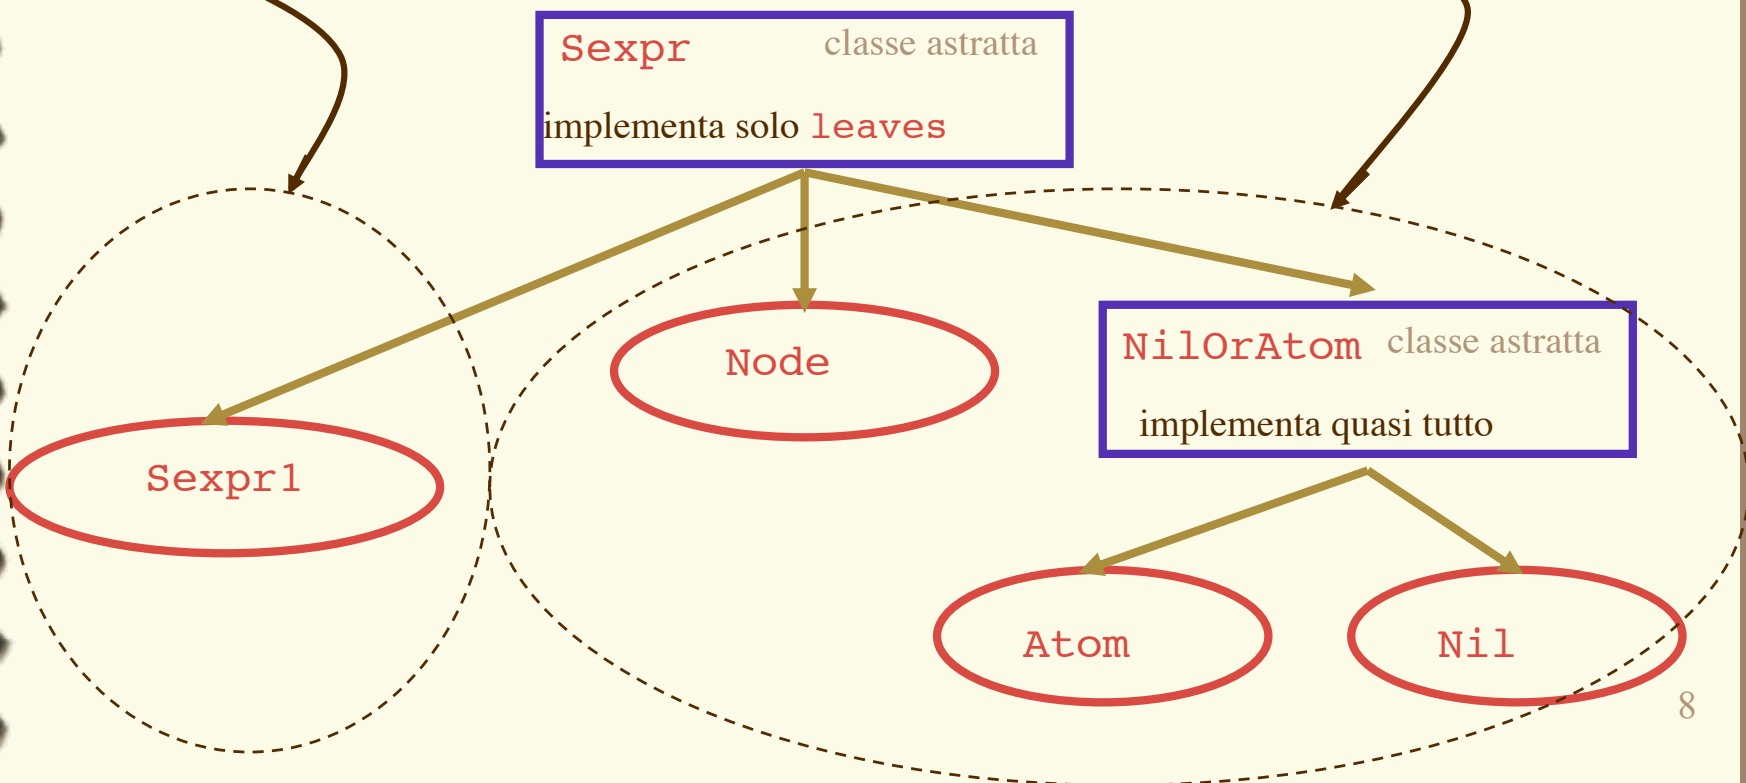 Sexpr classe astratta
implementa solo leaves
Node
NilOrAtom classe astratta
implementa quasi tutto
Sexpr1
Atom
Nil
8